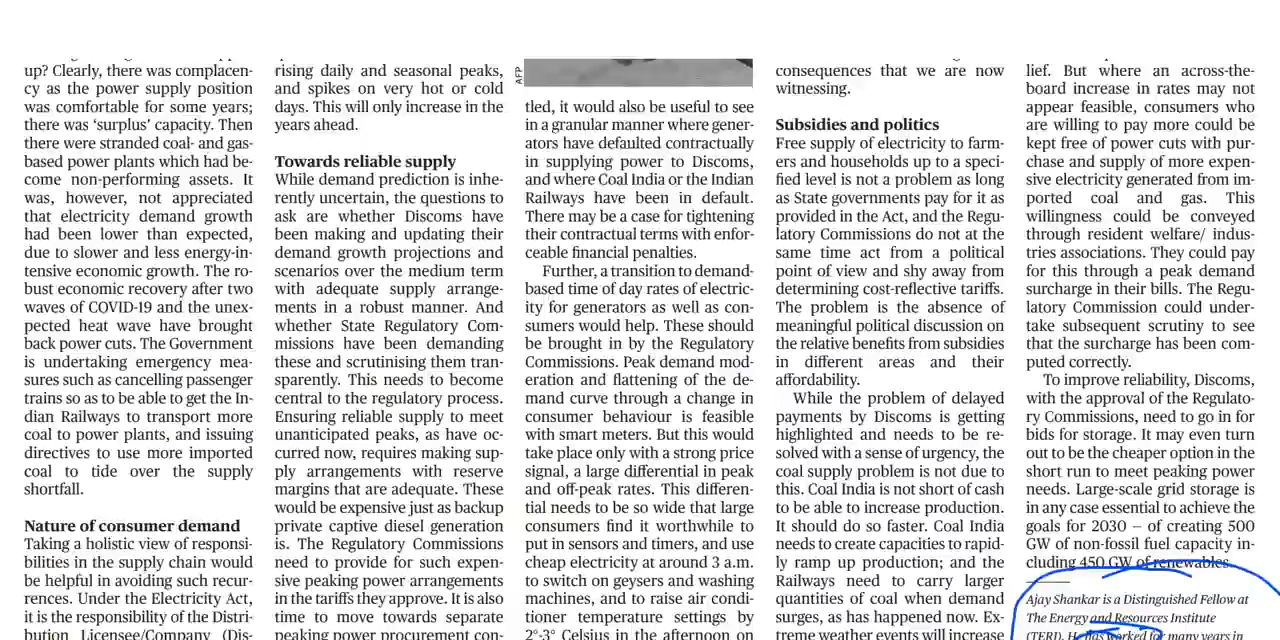 up? Clearly, there was complacen-
cy as the power supply position
was comfortable for some years;
there was ‘surplus’ capacity. Then
there were stranded coal- and gas-
based power plants which had be-
come non-performing assets. It
was, however, not appreciated
that electricity demand growth
had been lower than expected,
due to slower and less energy-in-
tensive economic growth. The ro-
bust economic recovery after two
waves of COVID-19 and the unex-
pected heat wave have brought
back power cuts. The Government
is undertaking emergency mea-
sures such as cancelling passenger
trains so as to be able to get the In-
dian Railways to transport more
coal to power plants, and issuing
directives to use more imported
coal to tide over the supply
shortfall.
Nature of consumer demand
Taking a holistic view of responsi-
bilities in the supply chain would
be helpful in avoiding such recur-
rences. Under the Electricity Act,
it is the responsibility of the Distri-
bution Licensee/Company (Dis-
rising daily and seasonal peaks,
and spikes on very hot or cold
days. This will only increase in the
years ahead.
Towards reliable supply
While demand prediction is inhe-
rently uncertain, the questions to
ask are whether Discoms have
been making and updating their
demand growth projections and
scenarios over the medium term
with adequate supply arrange-
ments in a robust manner. And
whether State Regulatory Com-
missions have been demanding
these and scrutinising them tran-
sparently. This needs to become
central to the regulatory process.
Ensuring reliable supply to meet
unanticipated peaks, as have oc-
curred now, requires making sup-
ply arrangements with reserve
margins that are adequate. These
would be expensive just as backup
private captive diesel generation
is. The Regulatory Commissions
need to provide for such expen-
sive peaking power arrangements
in the tariffs they approve. It is also
time to move towards separate
peaking power procurement con-
AFP
tled, it would also be useful to see
in a granular manner where gener-
ators have defaulted contractually
in supplying power to Discoms,
and where Coal India or the Indian
Railways have been in default.
There may be a case for tightening
their contractual terms with enfor-
ceable financial penalties.
Further, a transition to demand-
based time of day rates of electric-
ity for generators as well as con-
sumers would help. These should
be brought in by the Regulatory
Commissions. Peak demand mod-
eration and flattening of the de-
mand curve through a change in
consumer behaviour is feasible
with smart meters. But this would
take place only with a strong price
signal, a large differential in peak
and off-peak rates. This differen-
tial needs to be so wide that large
consumers find it worthwhile to
put in sensors and timers, and use
cheap electricity at around 3 a.m.
to switch on geysers and washing
machines, and to raise air condi-
tioner temperature settings by
2°-3° Celsius in the afternoon on
consequences that we are now
witnessing.
Subsidies and politics
Free supply of electricity to farm-
ers and households up to a speci-
fied level is not a problem as long
as State governments pay for it as
provided in the Act, and the Regu-
latory Commissions do not at the
same time act from a political
point of view and shy away from
determining cost-reflective tariffs.
The problem is the absence of
meaningful political discussion on
the relative benefits from subsidies
in different areas and their
affordability.
While the problem of delayed
payments by Discoms is getting
highlighted and needs to be re-
solved with a sense of urgency, the
coal supply problem is not due to
this. Coal India is not short of cash
to be able to increase production.
It should do so faster. Coal India
needs to create capacities to rapid-
ly ramp up production; and the
Railways need to carry larger
quantities of coal when demand
surges, as has happened now. Ex-
treme weather events will increase
lief. But where an across-the-
board increase in rates may not
appear feasible, consumers who
are willing to pay more could be
kept free of power cuts with pur-
chase and supply of more expen-
sive electricity generated from im-
ported coal and gas. This
willingness could be conveyed
through resident welfare/ indus-
tries associations. They could pay
for this through a peak demand
surcharge in their bills. The Regu-
latory Commission could under-
take subsequent scrutiny to see
that the surcharge has been com-
puted correctly.
To improve reliability, Discoms,
with the approval of the Regulato-
ry Commissions, need to go in for
bids for storage. It may even turn
out to be the cheaper option in the
short run to meet peaking power
needs. Large-scale grid storage is
in any case essential to achieve the
goals for 2030 – of creating 500
GW of non-fossil fuel capacity in-
cluding 450 GW of renewables.
Ajay Shankar is a Distinguished Fellow at
The Energy and Resources Institute
(TERI). He has worked for many years in